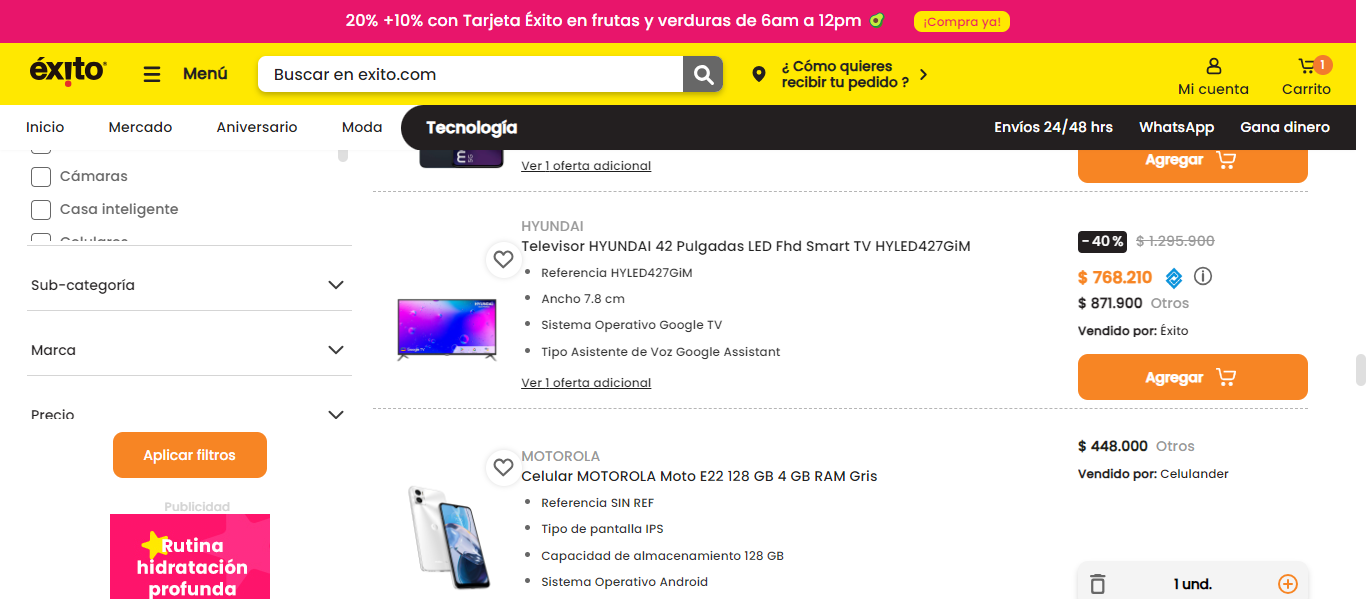 20% +10% con Tarjeta Éxito en frutas y verduras de 6am a 12pm
¡Compra ya!
éxito
Menú
Buscar en exito.com
¿ Cómo quieres
recibir tu pedido ?
Mi cuenta
1
Carrito
Inicio
Mercado
Aniversario
Moda
Tecnología
Envíos 24/48 hrs
WhatsApp
Gana dinero
Cámaras
Casa inteligente
Celulares
Sub-categoría
Marca
Precio
Aplicar filtros
Publicidad
Rutina
hidratación
profunda
Ver 1 oferta adicional
Agregar
HYUNDAI
Televisor HYUNDAI 42 Pulgadas LED Fhd Smart TV HYLED427GiM
Referencia HYLED427GiM
Ancho 7.8 cm
Sistema Operativo Google TV
Tipo Asistente de Voz Google Assistant
Ver 1 oferta adicional
- 40 % $ 1.295.900
$ 768.210
$ 871.900 Otros
Vendido por: Éxito
Agregar
MOTOROLA
Celular MOTOROLA Moto E22 128 GB 4 GB RAM Gris
Referencia SIN REF
Tipo de pantalla IPS
Capacidad de almacenamiento 128 GB
Sistema Operativo Android
$ 448.000 Otros
Vendido por: Celulander
1 und.